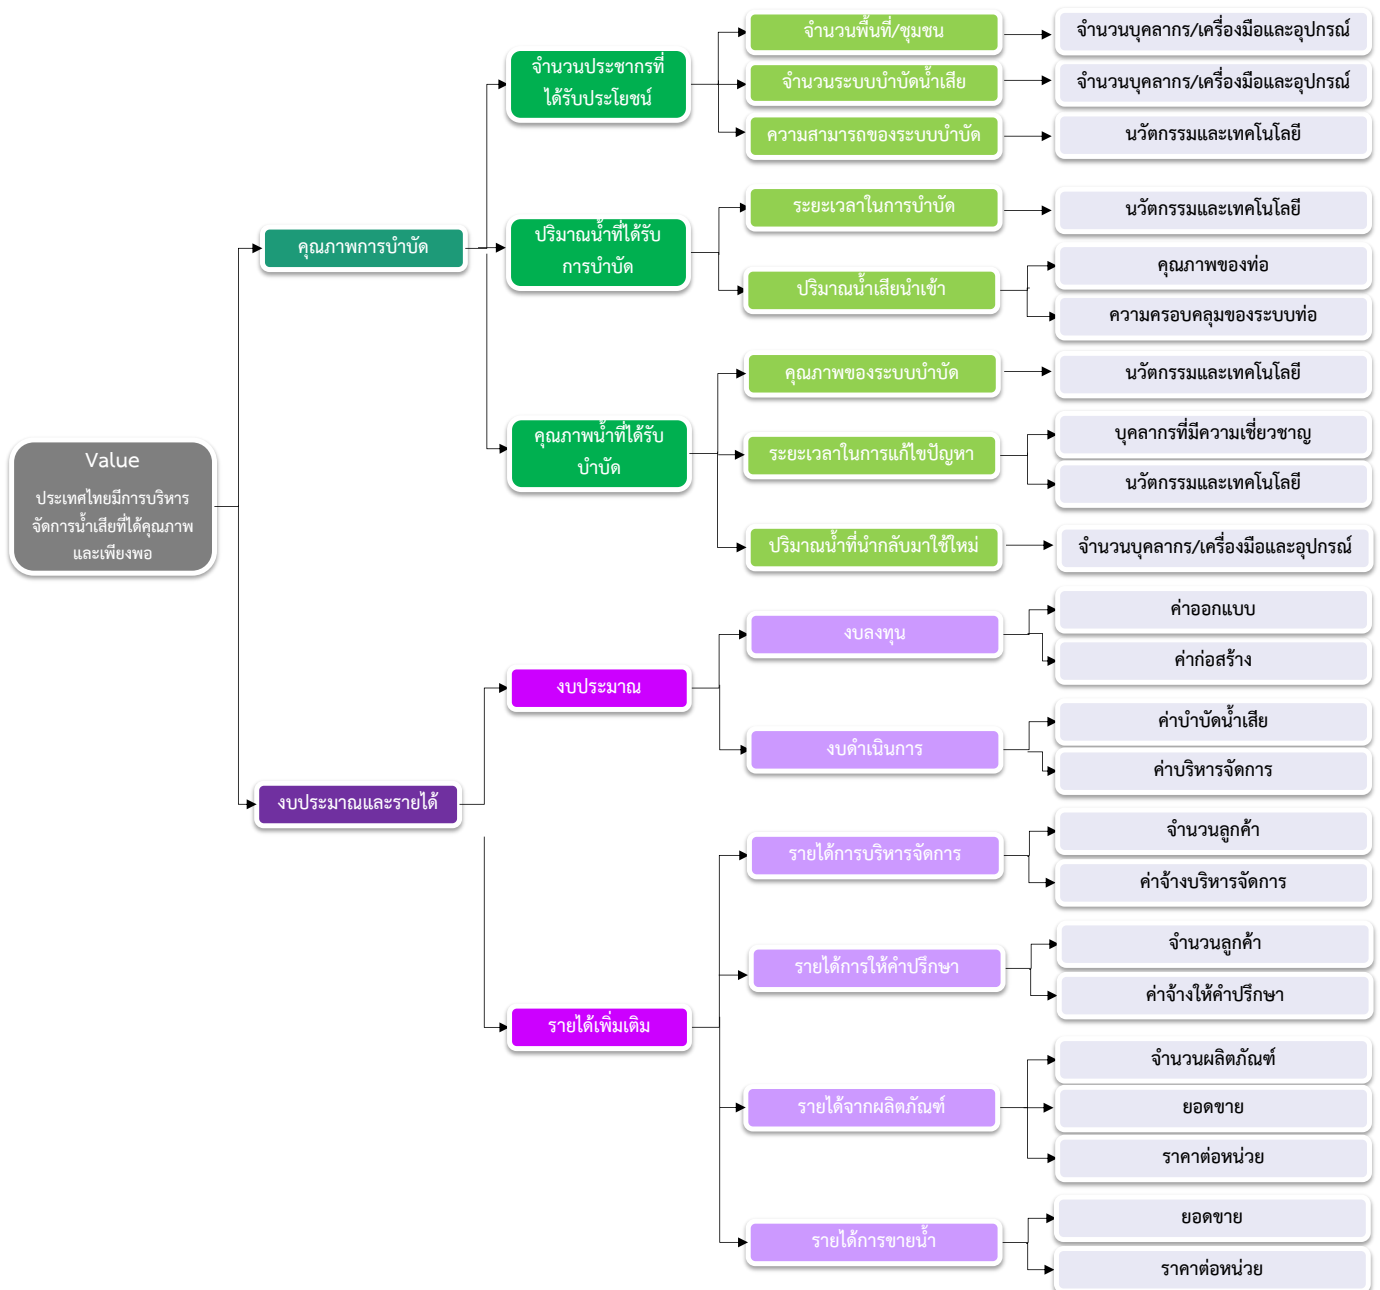 Value
ประเทศไทยมีการบริหาร
จัดการน้ำเสียที่ได้คุณภาพ
และเพียงพอ
คุณภาพการบำบัด
จำนวนประชากรที่
ได้รับประโยชน์
จำนวนพื้นที่/ชุมชน
จำนวนบุคลากร/เครื่องมือและอุปกรณ์
จำนวนระบบบำบัดน้ำเสีย
จำนวนบุคลากร/เครื่องมือและอุปกรณ์
ความสามารถของระบบบำบัด
นวัตกรรมและเทคโนโลยี
ปริมาณน้ำที่ได้รับ
การบำบัด
ระยะเวลาในการบำบัด
นวัตกรรมและเทคโนโลยี
ปริมาณน้ำเสียนำเข้า
คุณภาพของท่อ
ความครอบคลุมของระบบท่อ
คุณภาพน้ำที่ได้รับ
บำบัด
คุณภาพของระบบบำบัด
นวัตกรรมและเทคโนโลยี
ระยะเวลาในการแก้ไขปัญหา
บุคลากรที่มีความเชี่ยวชาญ
นวัตกรรมและเทคโนโลยี
ปริมาณน้ำที่นำกลับมาใช้ใหม่
จำนวนบุคลากร/เครื่องมือและอุปกรณ์
งบประมาณและรายได้
งบประมาณ
งบลงทุน
ค่าออกแบบ
ค่าก่อสร้าง
งบดำเนินการ
ค่าบำบัดน้ำเสีย
ค่าบริหารจัดการ
รายได้เพิ่มเติม
รายได้การบริหารจัดการ
จำนวนลูกค้า
ค่าจ้างบริหารจัดการ
รายได้การให้คำปรึกษา
จำนวนลูกค้า
ค่าจ้างให้คำปรึกษา
รายได้จากผลิตภัณฑ์
จำนวนผลิตภัณฑ์
ยอดขาย
ราคาต่อหน่วย
รายได้การขายน้ำ
ยอดขาย
ราคาต่อหน่วย